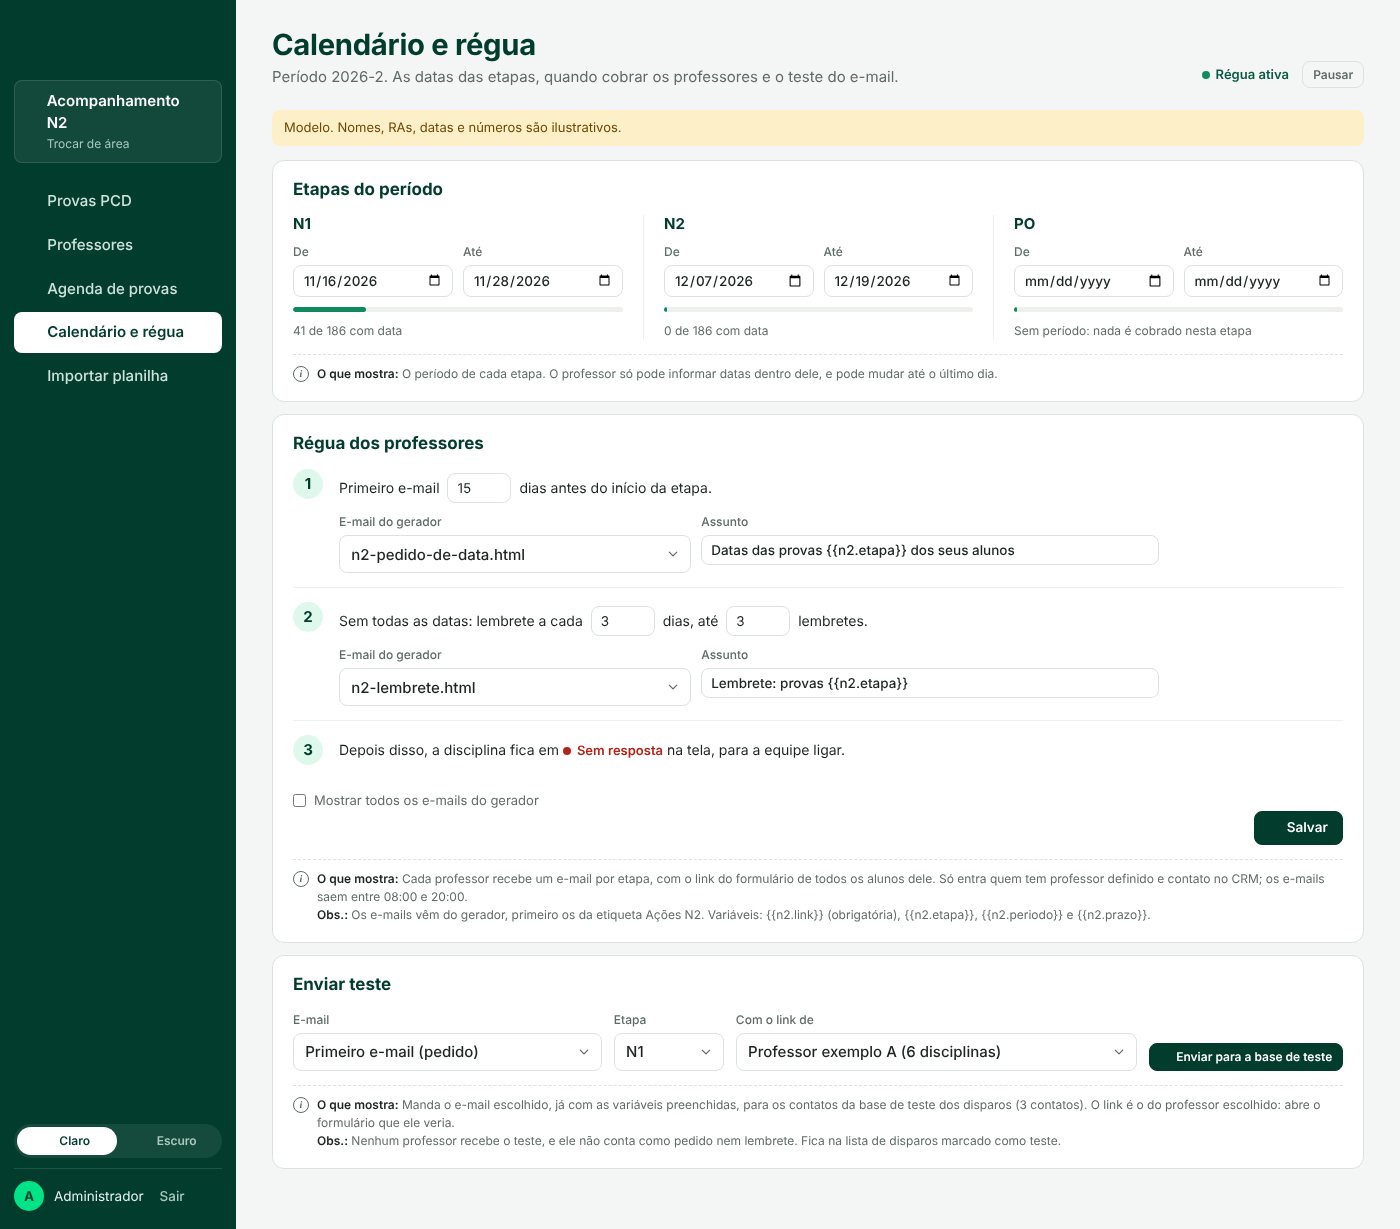 Acompanhamento
N2
Trocar de área
Provas PCD
Professores
Agenda de provas
Calendário e régua
Importar planilha
Claro
Escuro
A
Administrador
Sair
Calendário e régua
Período 2026-2. As datas das etapas, quando cobrar os professores e o teste do e-mail.
Régua ativa
Pausar
Modelo. Nomes, RAs, datas e números são ilustrativos.
Etapas do período
N1
De
Até
11/16/2026
11/28/2026
41 de 186 com data
N2
De
Até
12/07/2026
12/19/2026
0 de 186 com data
PO
De
Até
mm/dd/yyyy
mm/dd/yyyy
Sem período: nada é cobrado nesta etapa
i O que mostra: O período de cada etapa. O professor só pode informar datas dentro dele, e pode mudar até o último dia.
Régua dos professores
1 Primeiro e-mail 15 dias antes do início da etapa.
E-mail do gerador
Assunto
n2-pedido-de-data.html
Datas das provas {{n2.etapa}} dos seus alunos
2 Sem todas as datas: lembrete a cada 3 dias, até 3 lembretes.
E-mail do gerador
Assunto
n2-lembrete.html
Lembrete: provas {{n2.etapa}}
3 Depois disso, a disciplina fica em Sem resposta na tela, para a equipe ligar.
Mostrar todos os e-mails do gerador
Salvar
i O que mostra: Cada professor recebe um e-mail por etapa, com o link do formulário de todos os alunos dele. Só entra quem tem professor definido e contato no CRM; os e-mails
saem entre 08:00 e 20:00.
Obs.: Os e-mails vêm do gerador, primeiro os da etiqueta Ações N2. Variáveis: {{n2.link}} (obrigatória), {{n2.etapa}}, {{n2.periodo}} e {{n2.prazo}}.
Enviar teste
E-mail
Etapa
Com o link de
Primeiro e-mail (pedido)
N1
Professor exemplo A (6 disciplinas)
Enviar para a base de teste
i O que mostra: Manda o e-mail escolhido, já com as variáveis preenchidas, para os contatos da base de teste dos disparos (3 contatos). O link é o do professor escolhido: abre o
formulário que ele veria.
Obs.: Nenhum professor recebe o teste, e ele não conta como pedido nem lembrete. Fica na lista de disparos marcado como teste.